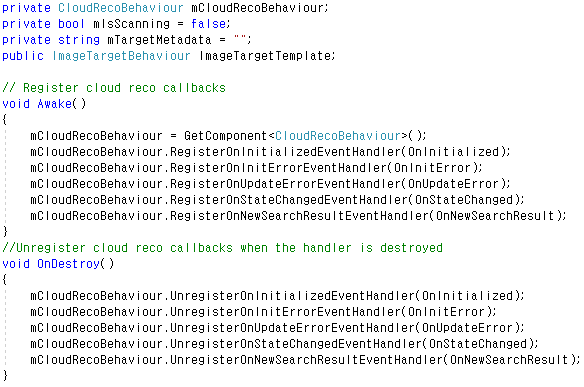 private CloudRecoBehaviour mCloudRecoBehaviour;
private bool mIsScanning = false;
private string mTargetMetadata = "";
public ImageTargetBehaviour ImageTargetTemplate;

// Register cloud reco callbacks
void Awake()
{
    mCloudRecoBehaviour = GetComponent<CloudRecoBehaviour>();
    mCloudRecoBehaviour.RegisterOnInitializedEventHandler(OnInitialized);
    mCloudRecoBehaviour.RegisterOnInitErrorEventHandler(OnInitError);
    mCloudRecoBehaviour.RegisterOnUpdateErrorEventHandler(OnUpdateError);
    mCloudRecoBehaviour.RegisterOnStateChangedEventHandler(OnStateChanged);
    mCloudRecoBehaviour.RegisterOnNewSearchResultEventHandler(OnNewSearchResult);
}
//Unregister cloud reco callbacks when the handler is destroyed
void OnDestroy()
{
    mCloudRecoBehaviour.UnregisterOnInitializedEventHandler(OnInitialized);
    mCloudRecoBehaviour.UnregisterOnInitErrorEventHandler(OnInitError);
    mCloudRecoBehaviour.UnregisterOnUpdateErrorEventHandler(OnUpdateError);
    mCloudRecoBehaviour.UnregisterOnStateChangedEventHandler(OnStateChanged);
    mCloudRecoBehaviour.UnregisterOnNewSearchResultEventHandler(OnNewSearchResult);
}